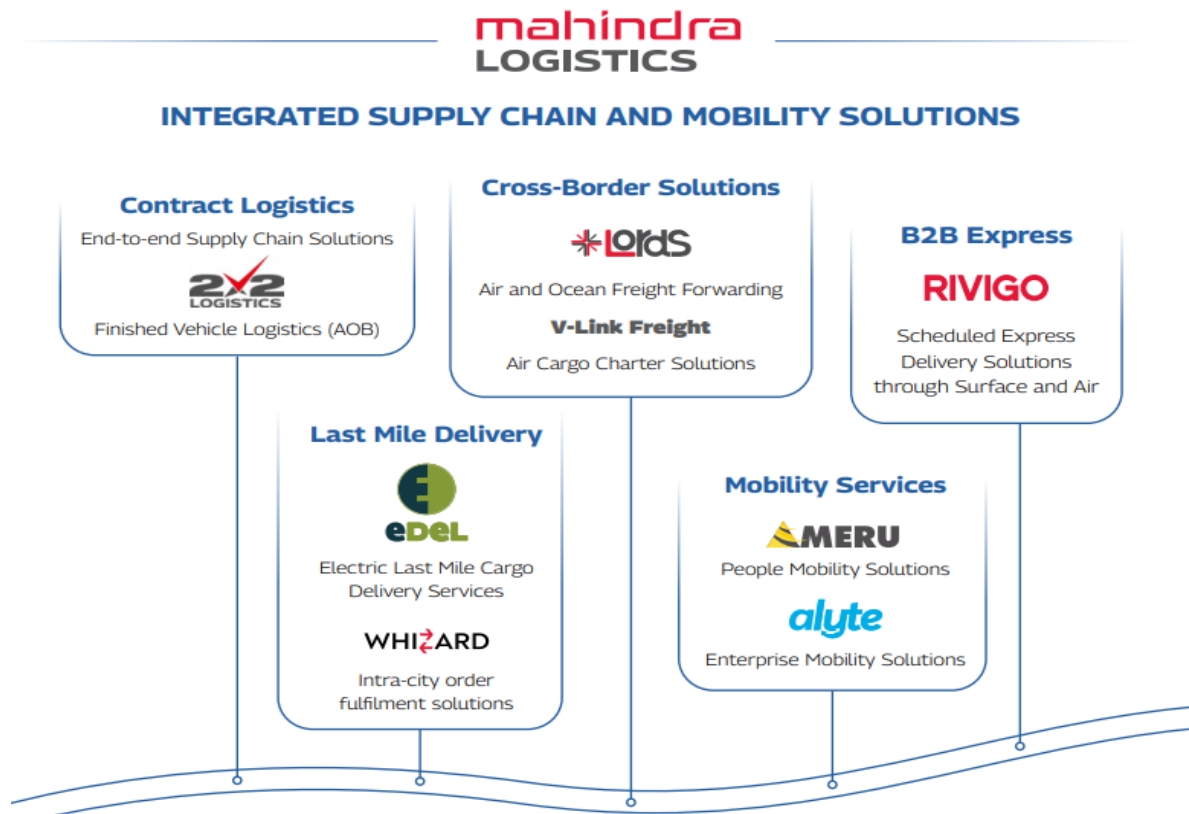 mahindra
LOGISTICS
INTEGRATED SUPPLY CHAIN AND MOBILITY SOLUTIONS
Contract Logistics
End-to-end Supply Chain Solutions
2x2
LOGISTICS
Finished Vehicle Logistics (AOB)
Cross-Border Solutions
LOrdS
Air and Ocean Freight Forwarding
V-Link Freight
Air Cargo Charter Solutions
B2B Express
RIVIGO
Scheduled Express
Delivery Solutions
through Surface and Air
Last Mile Delivery
E
eDeL
Electric Last Mile Cargo
Delivery Services
WHIZARD
Intra-city order
fulfilment solutions
Mobility Services
MERU
People Mobility Solutions
alyte
Enterprise Mobility Solutions